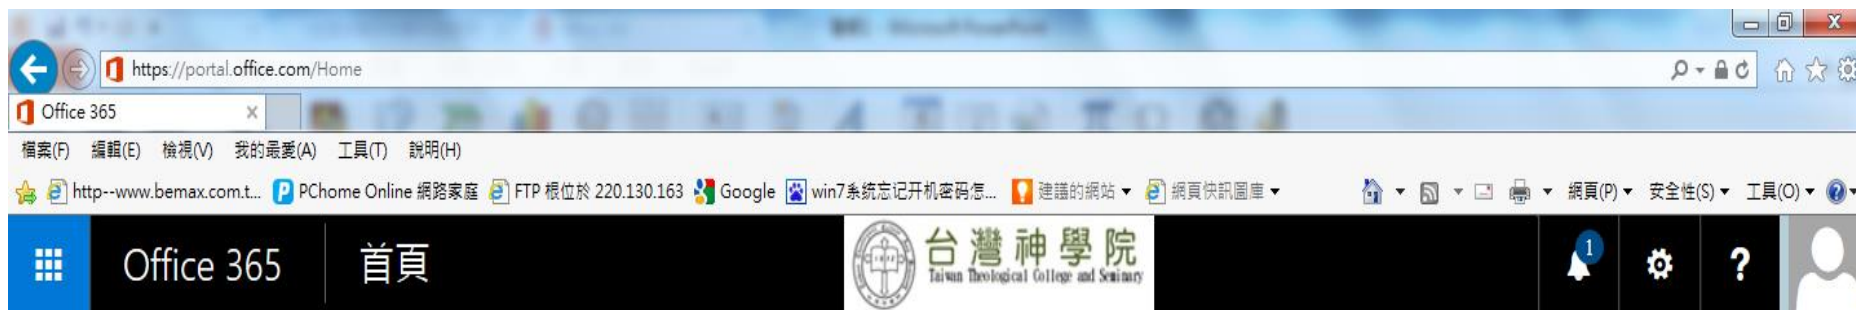 https://portal.office.com/Home
Office 365
檔案(F) 編輯(E) 檢視(V) 我的最愛(A) 工具(T) 說明(H)
http--www.bemax.com.t... PChome Online 網路家庭 FTP 根位於 220.130.163 Google win7系统忘记开机密码怎... 建議的網站 網頁快訊圖庫 網頁(P) 安全性(S) 工具(O)
Office 365 首頁 台灣神學院 1 ?
Taiwan Theological College and Seminary